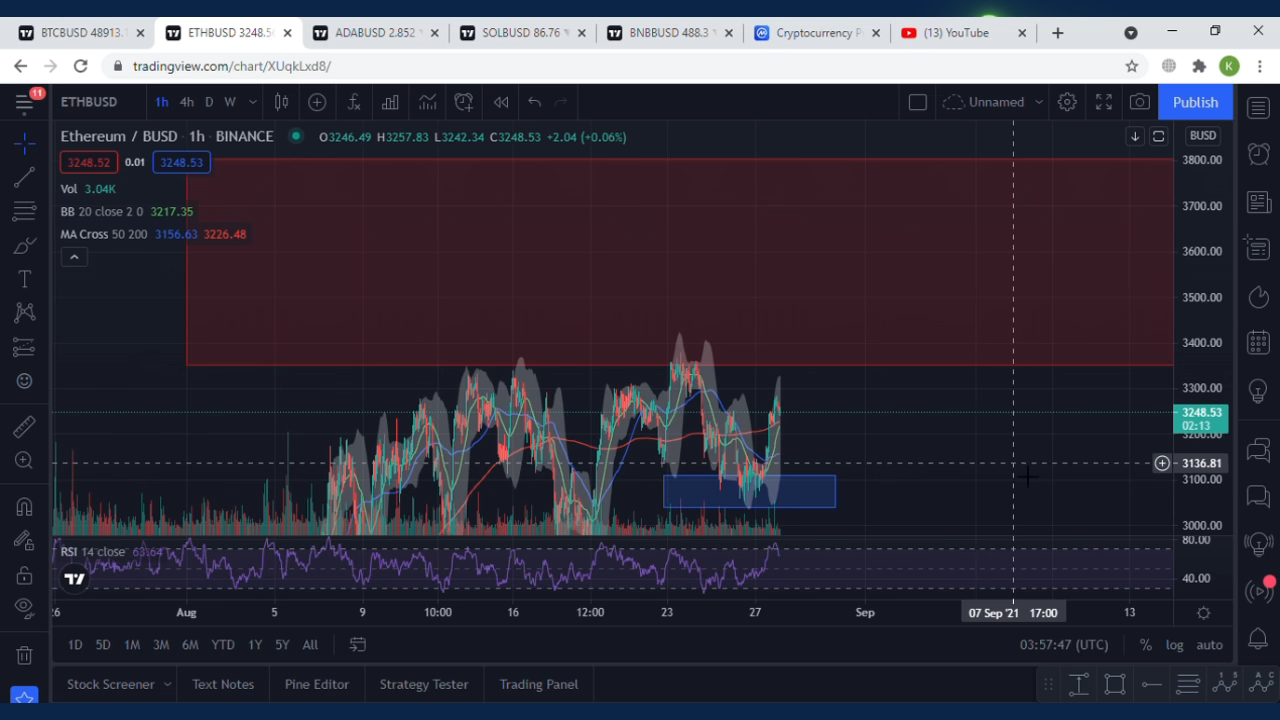 BTCBUSD 48913.
ETHBUSD 3248.5
ADABUSD 2.852
SOLBUSD 86.76
BNBBUSD 488.3
Cryptocurrency P
(13) YouTube
tradingview.com/chart/XUqkLxd8/
K
11
ETHBUSD
1h 4h D W
Unnamed
Publish
Ethereum / BUSD · 1h · BINANCE
O3246.49 H3257.83 L3242.34 C3248.53 +2.04 (+0.06%)
BUSD
3248.52 0.01 3248.53
Vol 3.04K
BB 20 close 2 0 3217.35
MA Cross 50 200 3156.63 3226.48
3800.00
3700.00
3600.00
3500.00
3400.00
3300.00
3248.53
02:13
3200.00
3136.81
3100.00
3000.00
80.00
RSI 14 close 63.64
40.00
26 Aug 5 9 10:00 16 12:00 23 27 Sep 07 Sep '21 17:00 13
1D 5D 1M 3M 6M YTD 1Y 5Y All
03:57:47 (UTC) % log auto
Stock Screener Text Notes Pine Editor Strategy Tester Trading Panel